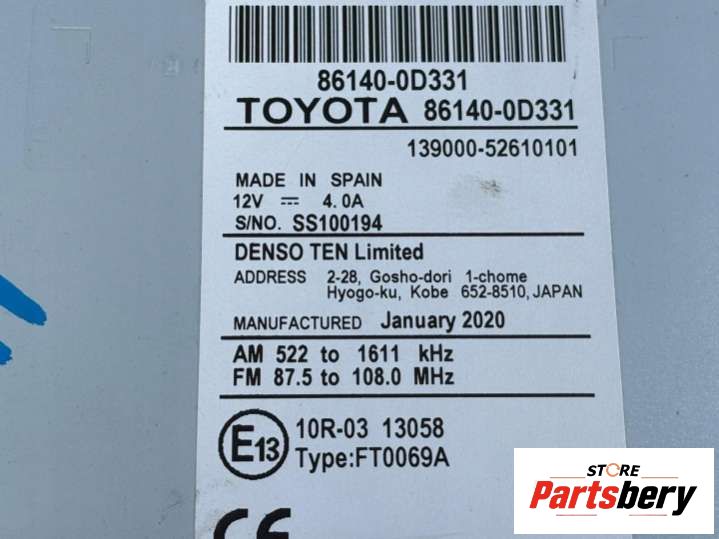 86140-0D331
TOYOTA 86140-0D331
139000-52610101
MADE IN SPAIN
12V ⎓ 4.0A
S/NO. SS100194
DENSO TEN Limited
ADDRESS 2-28, Gosho-dori 1-chome
Hyogo-ku, Kobe 652-8510, JAPAN
MANUFACTURED January 2020
AM 522 to 1611 kHz
FM 87.5 to 108.0 MHz
E13 10R-03 13058
Type:FT0069A
CE
STORE
Partsbery